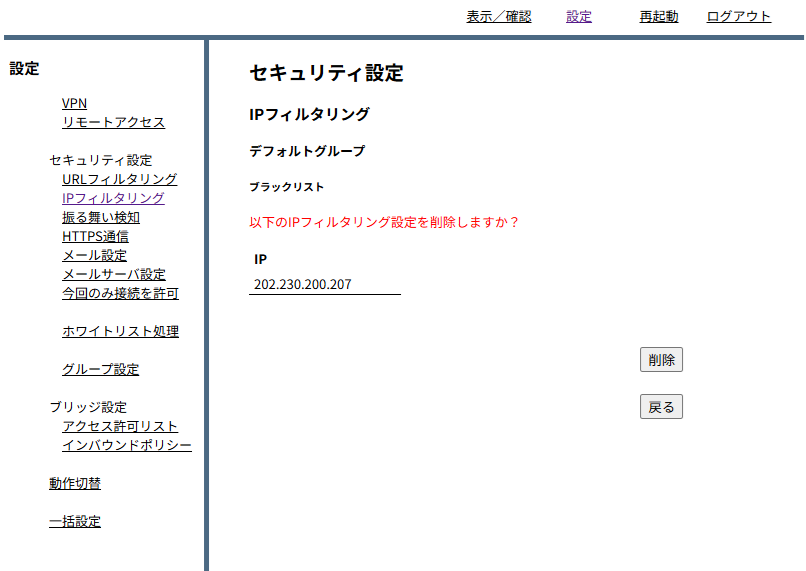 表示／確認 設定 再起動 ログアウト
設定
VPN
リモートアクセス
セキュリティ設定
URLフィルタリング
IPフィルタリング
振る舞い検知
HTTPS通信
メール設定
メールサーバ設定
今回のみ接続を許可
ホワイトリスト処理
グループ設定
ブリッジ設定
アクセス許可リスト
インバウンドポリシー
動作切替
一括設定
セキュリティ設定
IPフィルタリング
デフォルトグループ
ブラックリスト
以下のIPフィルタリング設定を削除しますか？
IP
202.230.200.207
削除
戻る